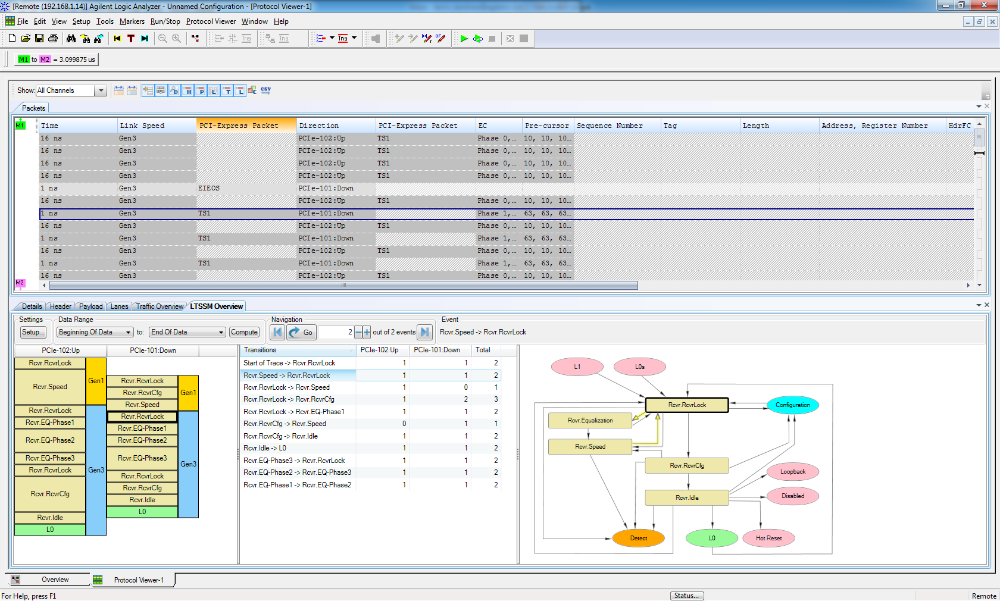 [Remote (192.168.1.14)] Agilent Logic Analyzer - Unnamed Configuration - [Protocol Viewer-1]
File Edit View Setup Tools Markers Run/Stop Protocol Viewer Window Help
Trig Trig Trig
M1 to M2 = 3.099875 us
Show: All Channels csv
Packets
M1 Time Link Speed PCI-Express Packet Direction PCI-Express Packet EC Pre-cursor Sequence Number Tag Length Address, Register Number HdrFC
16 ns Gen3 PCIe-102:Up TS1 Phase 0,... 10, 10, 10...
16 ns Gen3 PCIe-102:Up TS1 Phase 0,... 10, 10, 10...
16 ns Gen3 PCIe-102:Up TS1 Phase 0,... 10, 10, 10...
16 ns Gen3 PCIe-102:Up TS1 Phase 0,... 10, 10, 10...
1 ns Gen3 EIEOS PCIe-101:Down
16 ns Gen3 PCIe-102:Up TS1 Phase 0,... 10, 10, 10...
1 ns Gen3 TS1 PCIe-101:Down Phase 1,... 63, 63, 63...
16 ns Gen3 PCIe-102:Up TS1 Phase 0,... 10, 10, 10...
1 ns Gen3 TS1 PCIe-101:Down Phase 1,... 63, 63, 63...
16 ns Gen3 PCIe-102:Up TS1 Phase 0,... 10, 10, 10...
1 ns Gen3 TS1 PCIe-101:Down Phase 1,... 63, 63, 63...
16 ns Gen3 PCIe-102:Up TS1 Phase 0,... 10, 10, 10...
M2
Details Header Payload Lanes Traffic Overview LTSSM Overview
Settings Data Range Navigation Event
Setup... Beginning Of Data to: End Of Data Compute Go 2 out of 2 events Rcvr.Speed -> Rcvr.RcvrLock
PCIe-102:Up PCIe-101:Down
Rcvr.RcvrLock
Rcvr.Speed
Gen1
Rcvr.RcvrLock
Rcvr.EQ-Phase1
Rcvr.EQ-Phase2
Rcvr.EQ-Phase3
Rcvr.RcvrLock
Gen3
Rcvr.RcvrCfg
Rcvr.Idle
L0
Rcvr.RcvrLock
Rcvr.RcvrCfg
Gen1
Rcvr.Speed
Rcvr.RcvrLock
Rcvr.EQ-Phase1
Rcvr.EQ-Phase2
Rcvr.EQ-Phase3
Gen3
Rcvr.RcvrLock
Rcvr.RcvrCfg
Rcvr.Idle
L0
Transitions PCIe-102:Up PCIe-101:Down Total
Start of Trace -> Rcvr.RcvrLock 1 1 2
Rcvr.Speed -> Rcvr.RcvrLock 1 1 2
Rcvr.RcvrLock -> Rcvr.Speed 1 0 1
Rcvr.RcvrLock -> Rcvr.RcvrCfg 1 2 3
Rcvr.RcvrLock -> Rcvr.EQ-Phase1 1 1 2
Rcvr.RcvrCfg -> Rcvr.Speed 0 1 1
Rcvr.RcvrCfg -> Rcvr.Idle 1 1 2
Rcvr.Idle -> L0 1 1 2
Rcvr.EQ-Phase3 -> Rcvr.RcvrLock 1 1 2
Rcvr.EQ-Phase2 -> Rcvr.EQ-Phase3 1 1 2
Rcvr.EQ-Phase1 -> Rcvr.EQ-Phase2 1 1 2
L1 L0s
Rcvr.RcvrLock Configuration
Rcvr.Equalization
Rcvr.Speed
Rcvr.RcvrCfg
Loopback
Rcvr.Idle Disabled
Detect L0 Hot Reset
Overview Protocol Viewer-1
For Help, press F1 Status... Remote